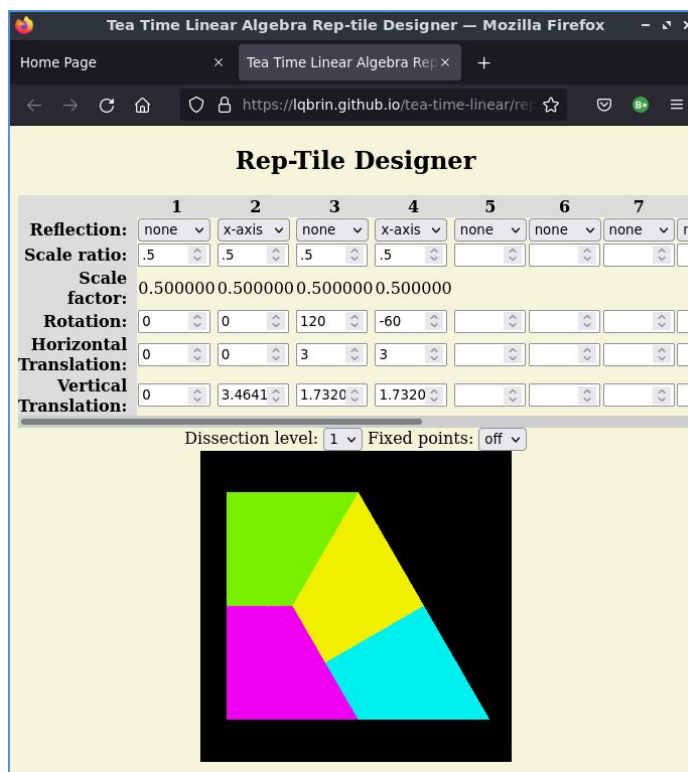 Tea Time Linear Algebra Rep-tile Designer — Mozilla Firefox
Home Page × Tea Time Linear Algebra Rep ×
https://lqbrin.github.io/tea-time-linear/rep
Rep-Tile Designer
1 2 3 4 5 6 7
Reflection: none x-axis none x-axis none none none
Scale ratio: .5 .5 .5 .5
Scale
factor: 0.500000 0.500000 0.500000 0.500000
Rotation: 0 0 120 -60
Horizontal
Translation: 0 0 3 3
Vertical
Translation: 0 3.4641 1.7320 1.7320
Dissection level: 1 Fixed points: off